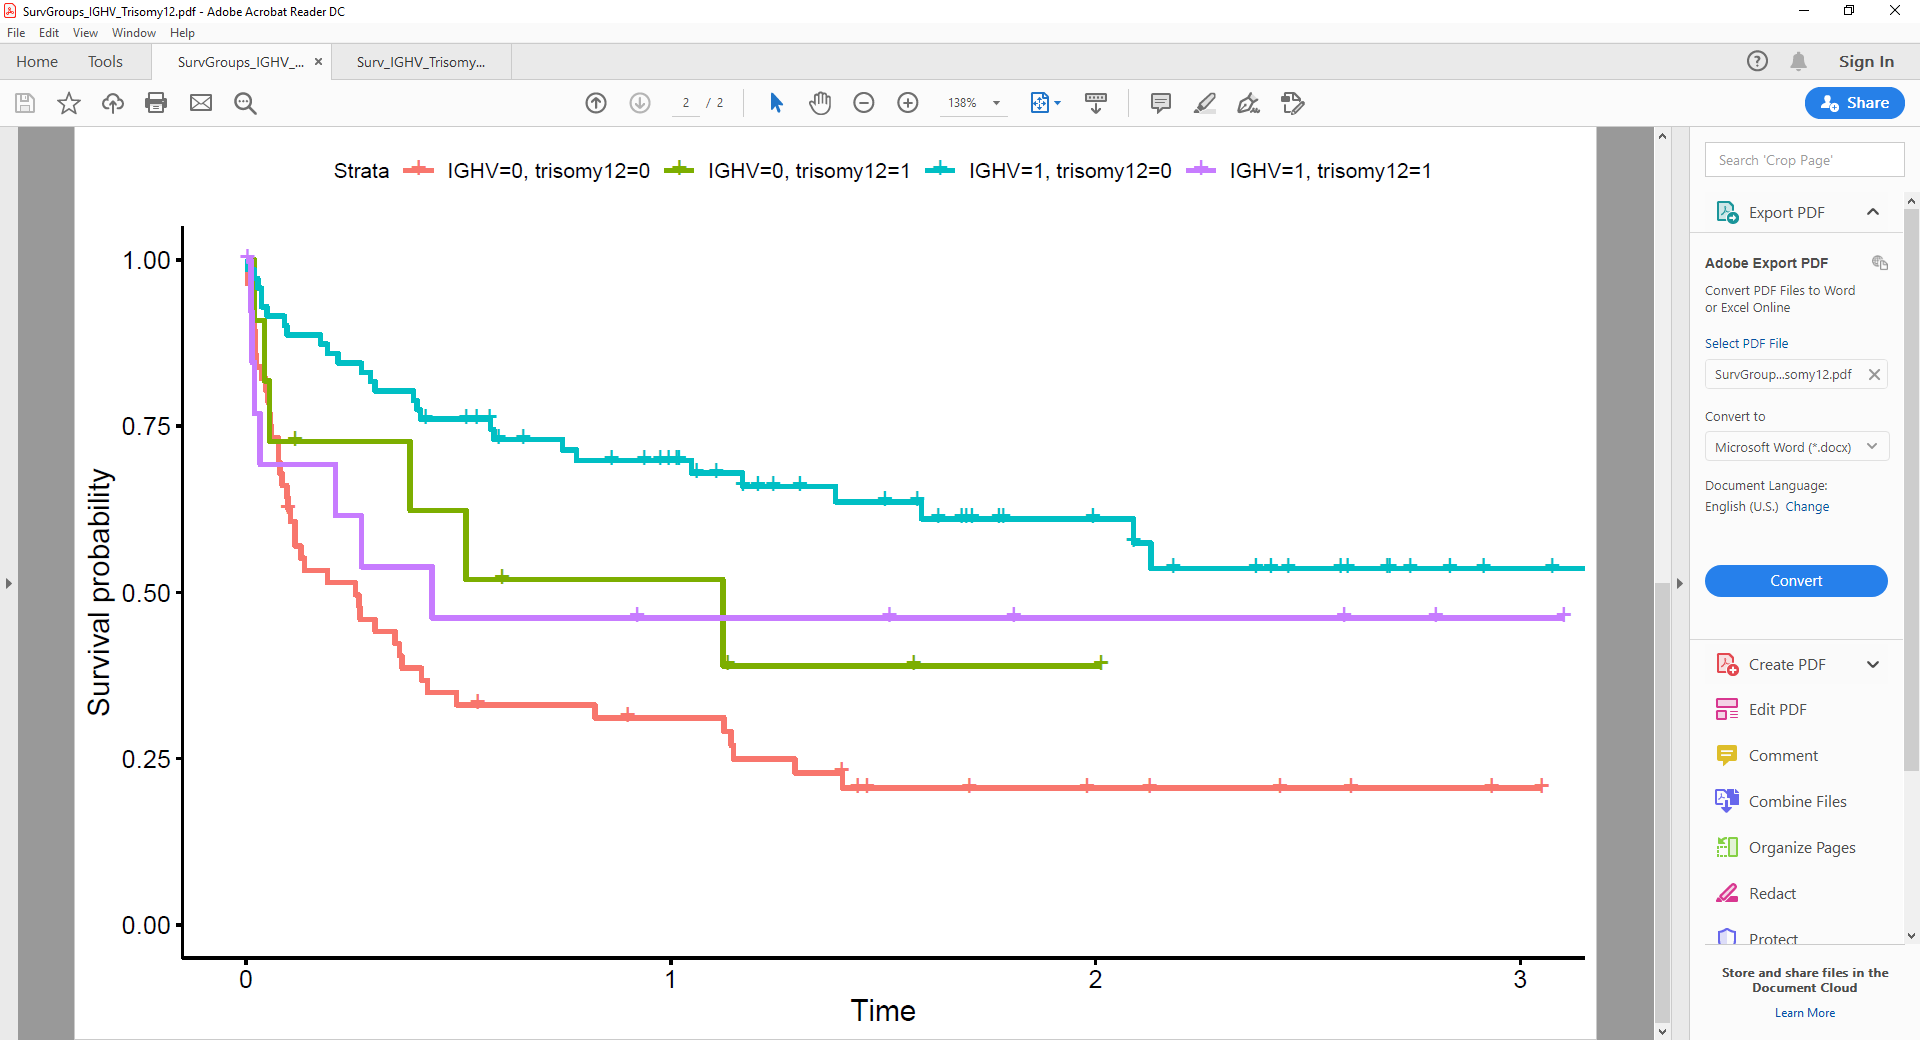 SurvGroups_IGHV_Trisomy12.pdf - Adobe Acrobat Reader DC
File Edit View Window Help
Home Tools SurvGroups_IGHV_... Surv_IGHV_Trisomy...
Sign In
2 / 2 138%
Share
Strata IGHV=0, trisomy12=0 IGHV=0, trisomy12=1 IGHV=1, trisomy12=0 IGHV=1, trisomy12=1
1.00
0.75
0.50
0.25
0.00
Survival probability
0 1 2 3
Time
Search 'Crop Page'
Export PDF
Adobe Export PDF
Convert PDF Files to Word
or Excel Online
Select PDF File
SurvGroup...somy12.pdf
Convert to
Microsoft Word (*.docx)
Document Language:
English (U.S.) Change
Convert
Create PDF
Edit PDF
Comment
Combine Files
Organize Pages
Redact
Protect
Store and share files in the
Document Cloud
Learn More